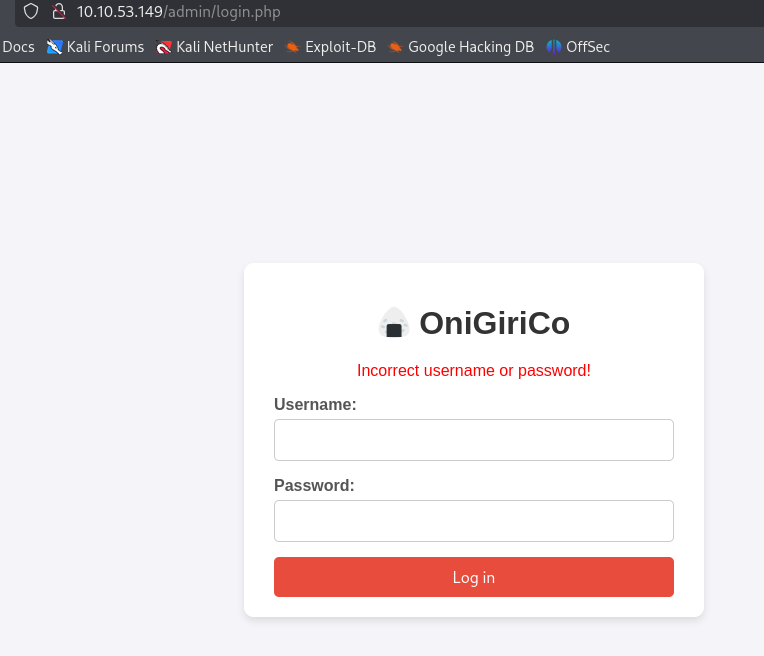 10.10.53.149/admin/login.php
Docs Kali Forums Kali NetHunter Exploit-DB Google Hacking DB OffSec
OniGiriCo
Incorrect username or password!
Username:
Password:
Log in